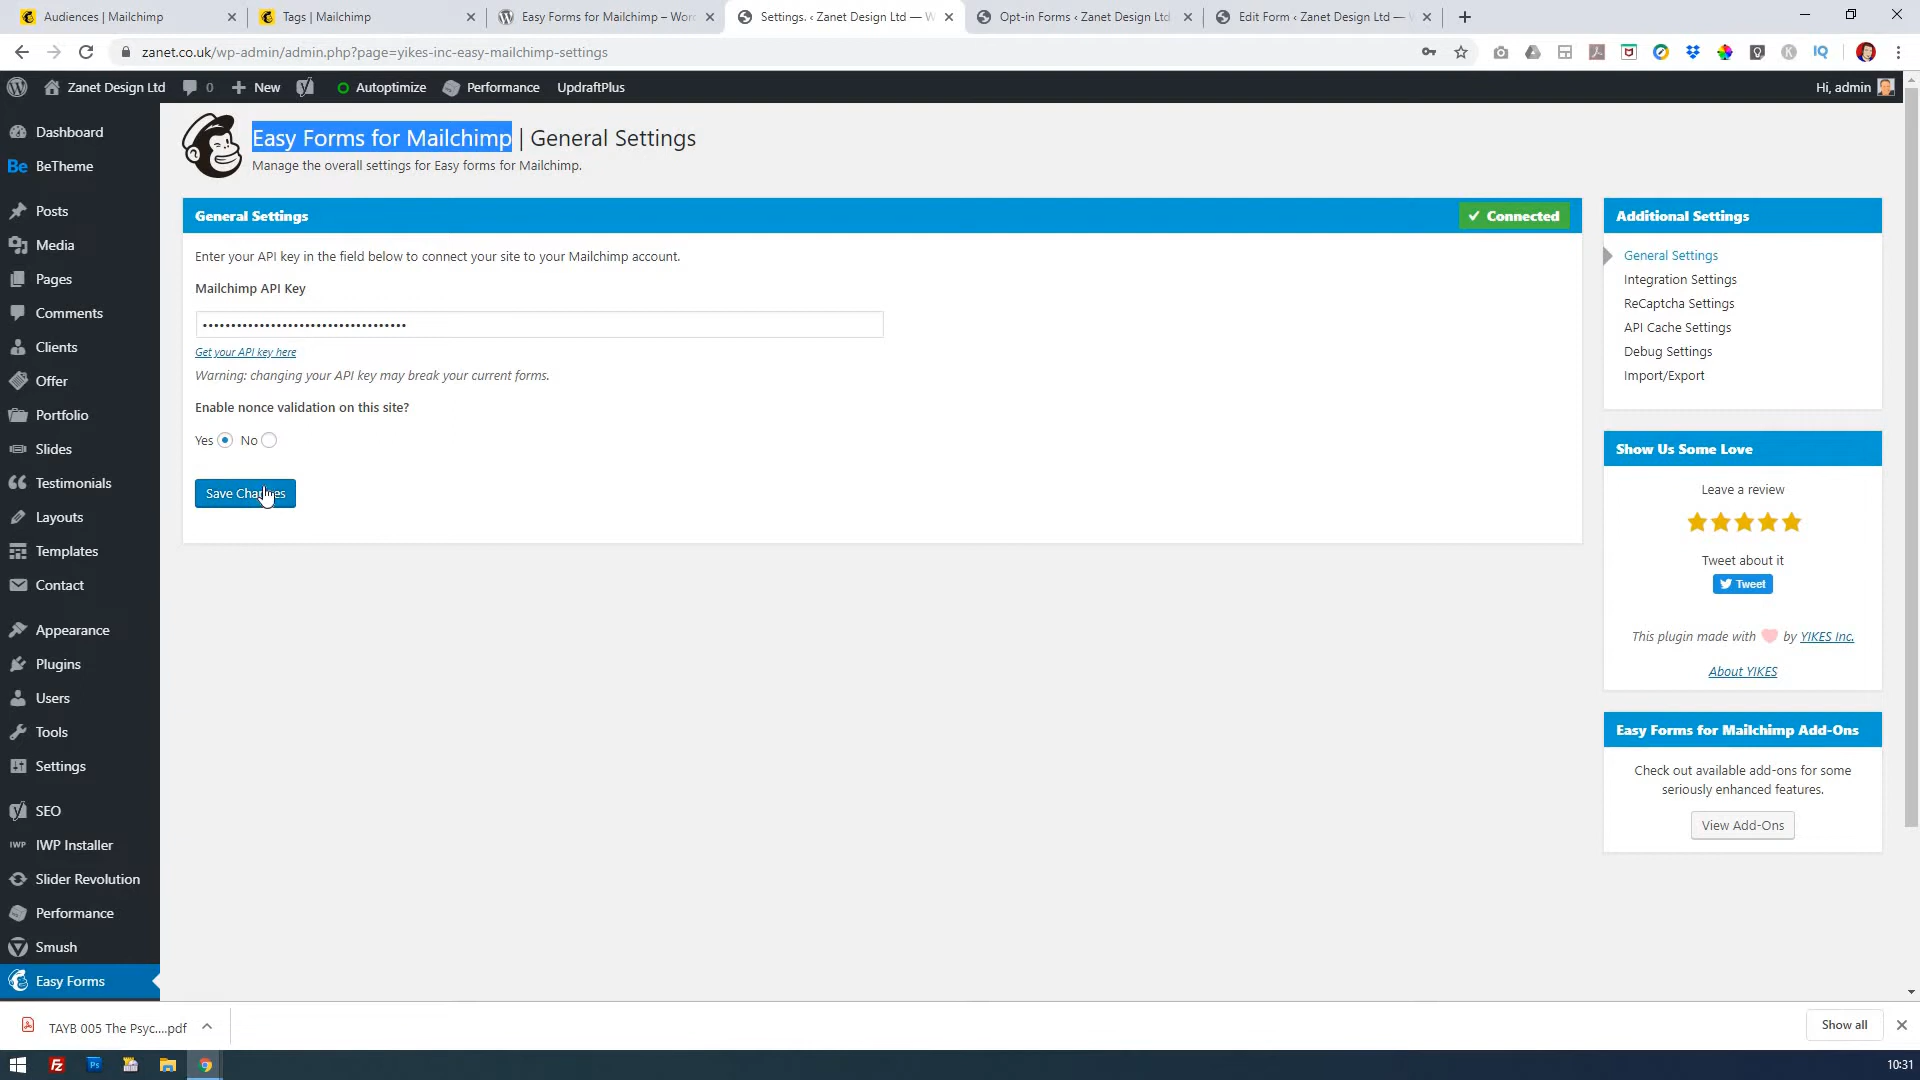 Audiences | Mailchimp
Tags | Mailchimp
Easy Forms for Mailchimp – Wor
Settings. ‹ Zanet Design Ltd — W
Opt-in Forms ‹ Zanet Design Ltd
Edit Form ‹ Zanet Design Ltd —
zanet.co.uk/wp-admin/admin.php?page=yikes-inc-easy-mailchimp-settings
Zanet Design Ltd
0
New
Autoptimize
Performance
UpdraftPlus
Hi, admin
Dashboard
Be BeTheme
Posts
Media
Pages
Comments
Clients
Offer
Portfolio
Slides
Testimonials
Layouts
Templates
Contact
Appearance
Plugins
Users
Tools
Settings
SEO
IWP IWP Installer
Slider Revolution
Performance
Smush
Easy Forms
Easy Forms for Mailchimp | General Settings
Manage the overall settings for Easy forms for Mailchimp.
General Settings
✓ Connected
Enter your API key in the field below to connect your site to your Mailchimp account.
Mailchimp API Key
••••••••••••••••••••••••••••••••••••
Get your API key here
Warning: changing your API key may break your current forms.
Enable nonce validation on this site?
Yes No
Save Changes
Additional Settings
General Settings
Integration Settings
ReCaptcha Settings
API Cache Settings
Debug Settings
Import/Export
Show Us Some Love
Leave a review
Tweet about it
Tweet
This plugin made with by YIKES Inc.
About YIKES
Easy Forms for Mailchimp Add-Ons
Check out available add-ons for some
seriously enhanced features.
View Add-Ons
TAYB 005 The Psyc....pdf
Show all
Fz
Ps
10:31